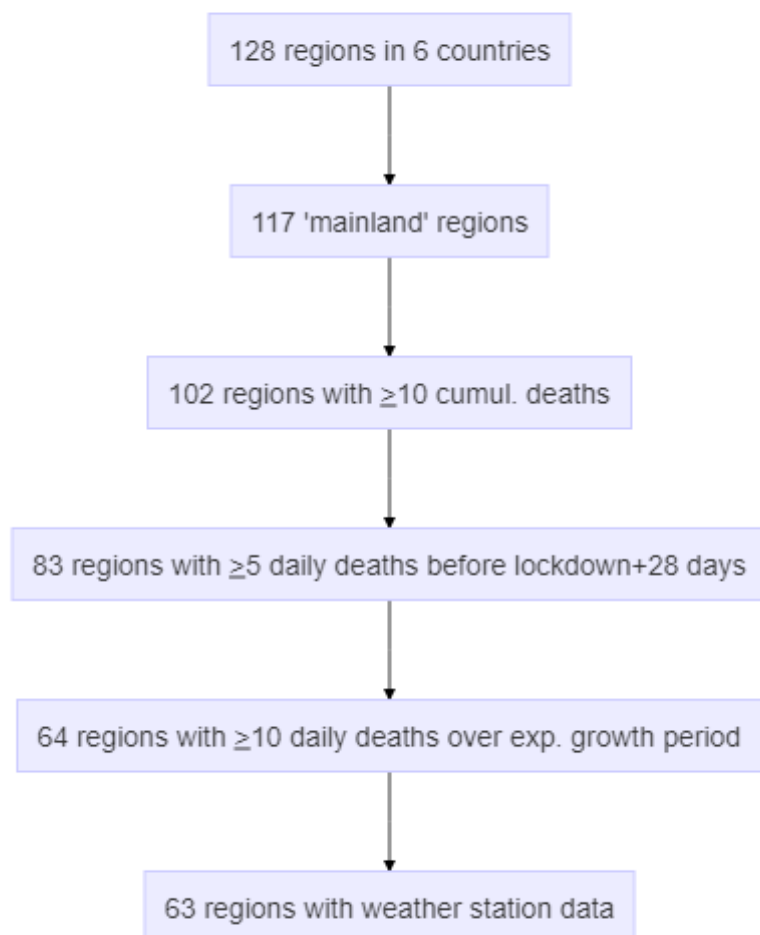 128 regions in 6 countries
117 'mainland' regions
102 regions with ≥10 cumul. deaths
83 regions with ≥5 daily deaths before lockdown+28 days
64 regions with ≥10 daily deaths over exp. growth period
63 regions with weather station data